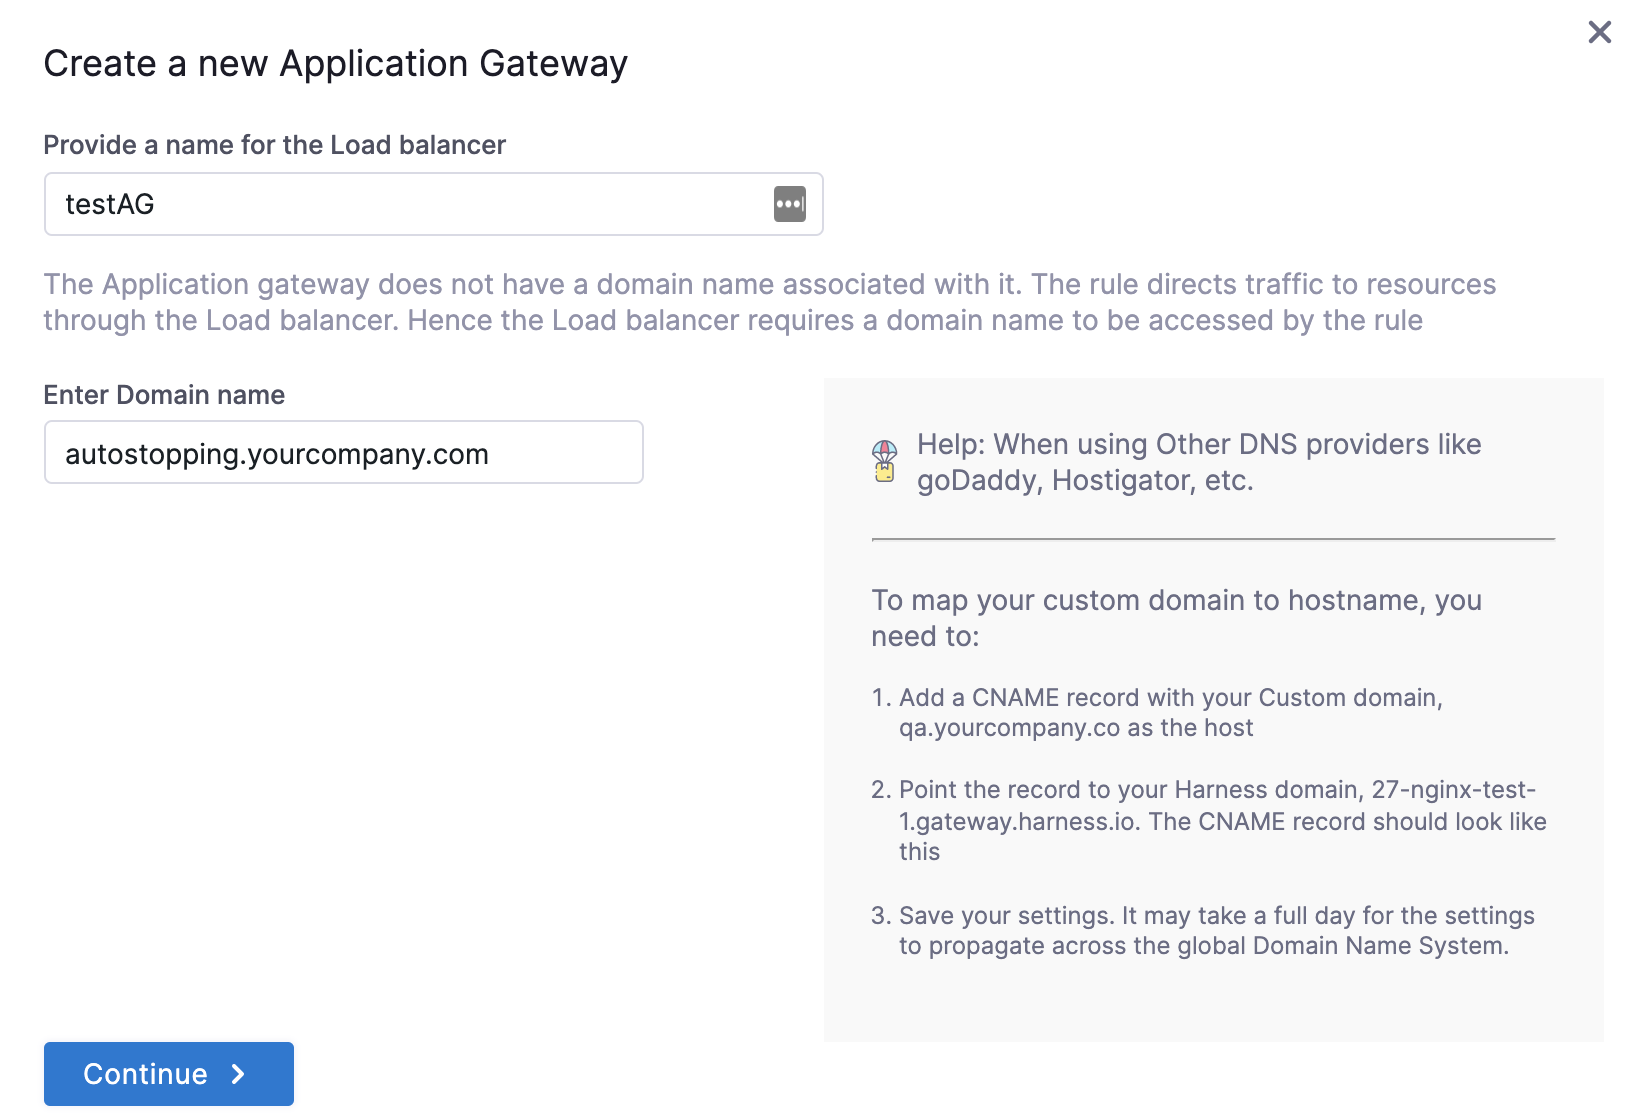 Create a new Application Gateway
Provide a name for the Load balancer
testAG
The Application gateway does not have a domain name associated with it. The rule directs traffic to resources
through the Load balancer. Hence the Load balancer requires a domain name to be accessed by the rule
Enter Domain name
autostopping.yourcompany.com
Help: When using Other DNS providers like
goDaddy, Hostigator, etc.
To map your custom domain to hostname, you
need to:
1. Add a CNAME record with your Custom domain,
qa.yourcompany.co as the host
2. Point the record to your Harness domain, 27-nginx-test-
1.gateway.harness.io. The CNAME record should look like
this
3. Save your settings. It may take a full day for the settings
to propagate across the global Domain Name System.
Continue